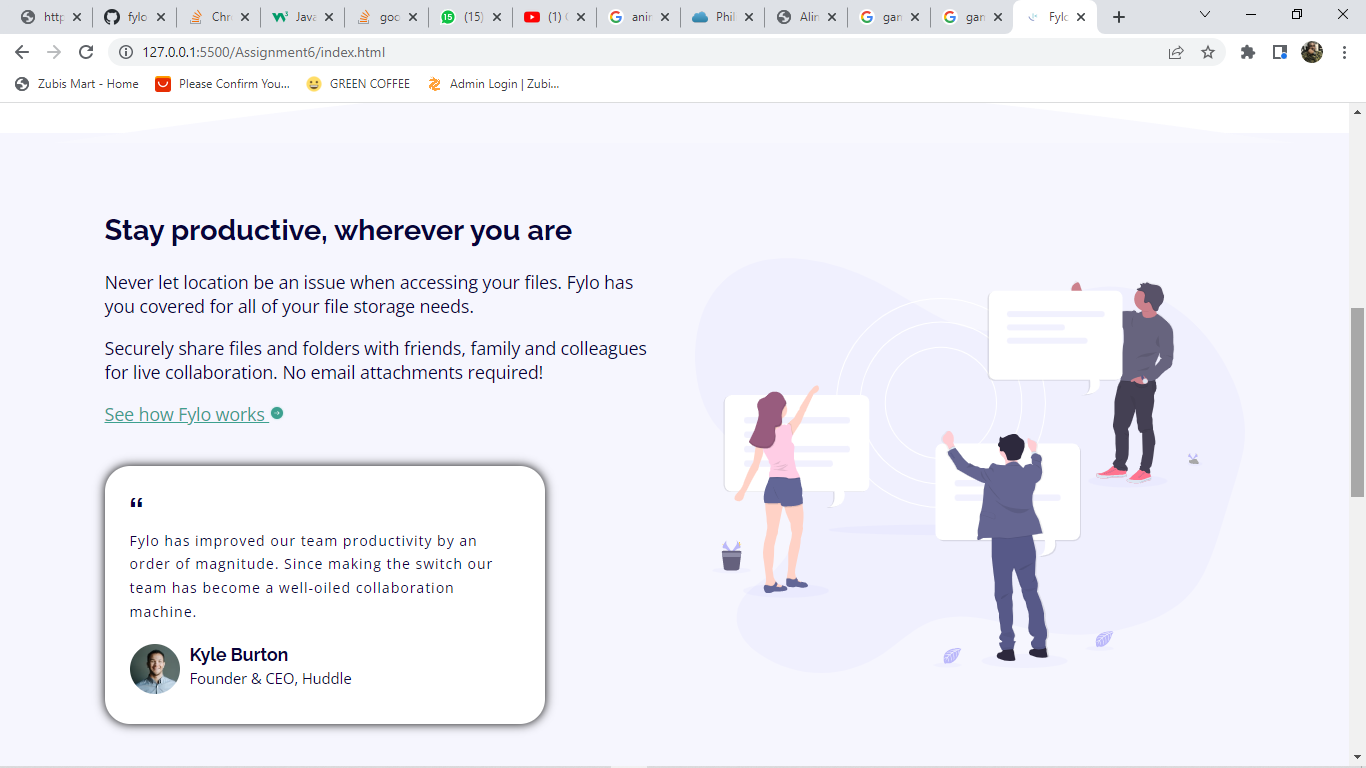 http
fylo
Chr
Java
goo
(15)
(1)
anir
Phil
Alin
gar
gar
Fylo
127.0.0.1:5500/Assignment6/index.html
Zubis Mart - Home
Please Confirm You...
GREEN COFFEE
Admin Login | Zubi...
Stay productive, wherever you are
Never let location be an issue when accessing your files. Fylo has
you covered for all of your file storage needs.
Securely share files and folders with friends, family and colleagues
for live collaboration. No email attachments required!
See how Fylo works
“
Fylo has improved our team productivity by an
order of magnitude. Since making the switch our
team has become a well-oiled collaboration
machine.
Kyle Burton
Founder & CEO, Huddle